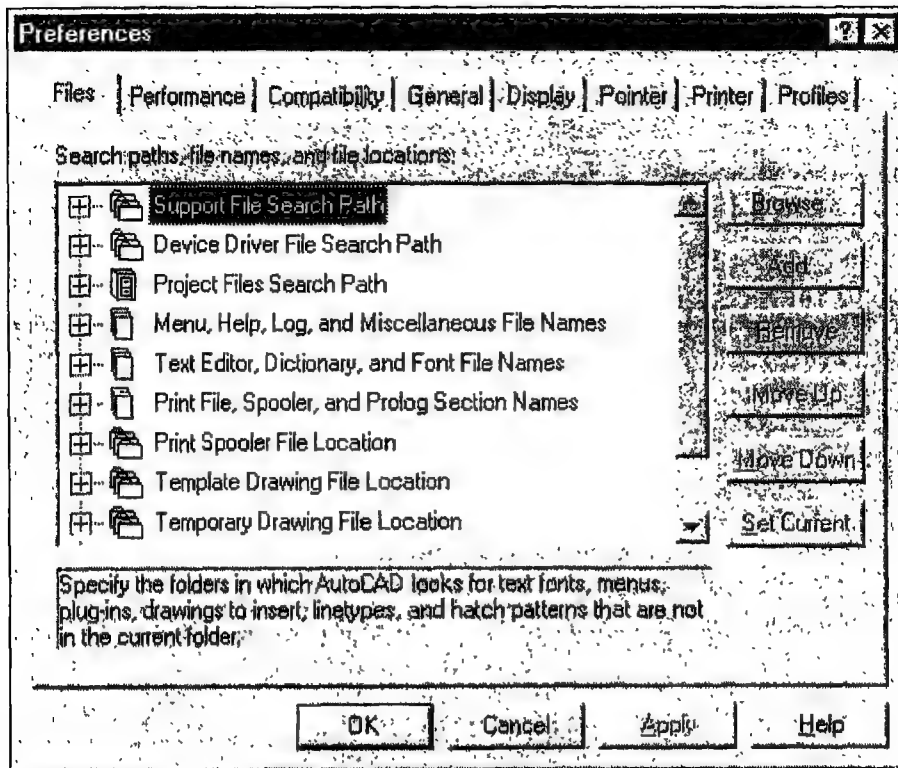 Preferences
Files Performance Compatibility General Display Pointer Printer Profiles
Search paths, file names, and file locations:
Support File Search Path
Browse...
Device Driver File Search Path
Add...
Project Files Search Path
Remove
Menu, Help, Log, and Miscellaneous File Names
Text Editor, Dictionary, and Font File Names
Move Up
Print File, Spooler, and Prolog Section Names
Print Spooler File Location
Move Down
Template Drawing File Location
Temporary Drawing File Location
Set Current
Specify the folders in which AutoCAD looks for text fonts, menus,
plug-ins, drawings to insert, linetypes, and hatch patterns that are not
in the current folder.
OK Cancel Apply Help